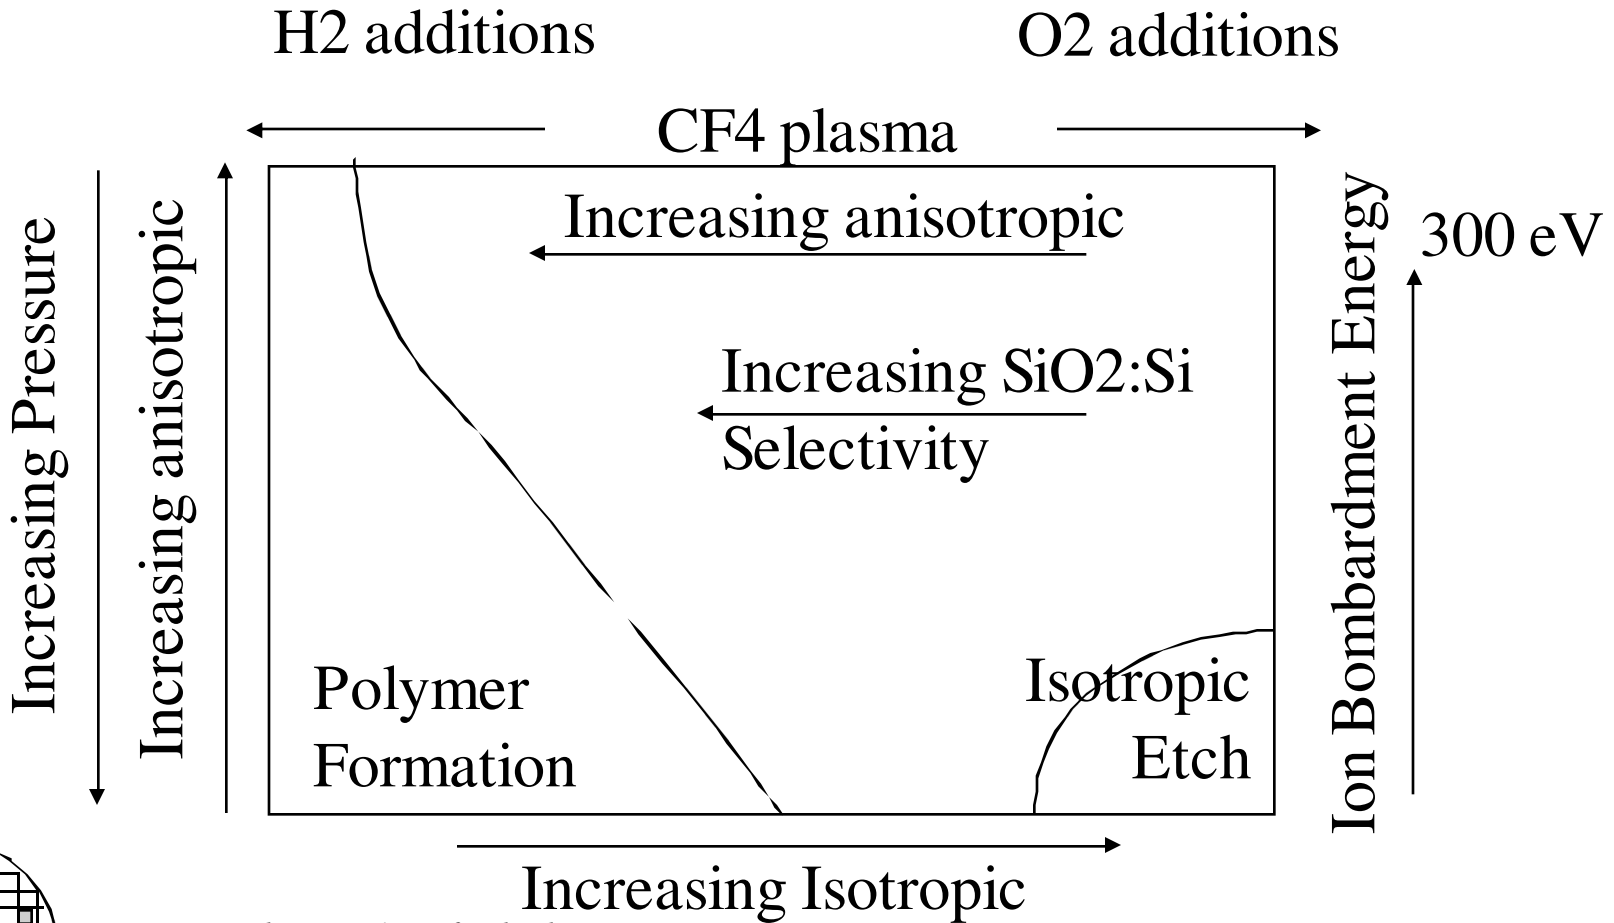 H2 additions
O2 additions
CF4 plasma
Increasing Pressure
Increasing anisotropic
Increasing anisotropic
Increasing SiO2:Si
Selectivity
Polymer
Formation
Isotropic
Etch
Ion Bombardment Energy
300 eV
Increasing Isotropic